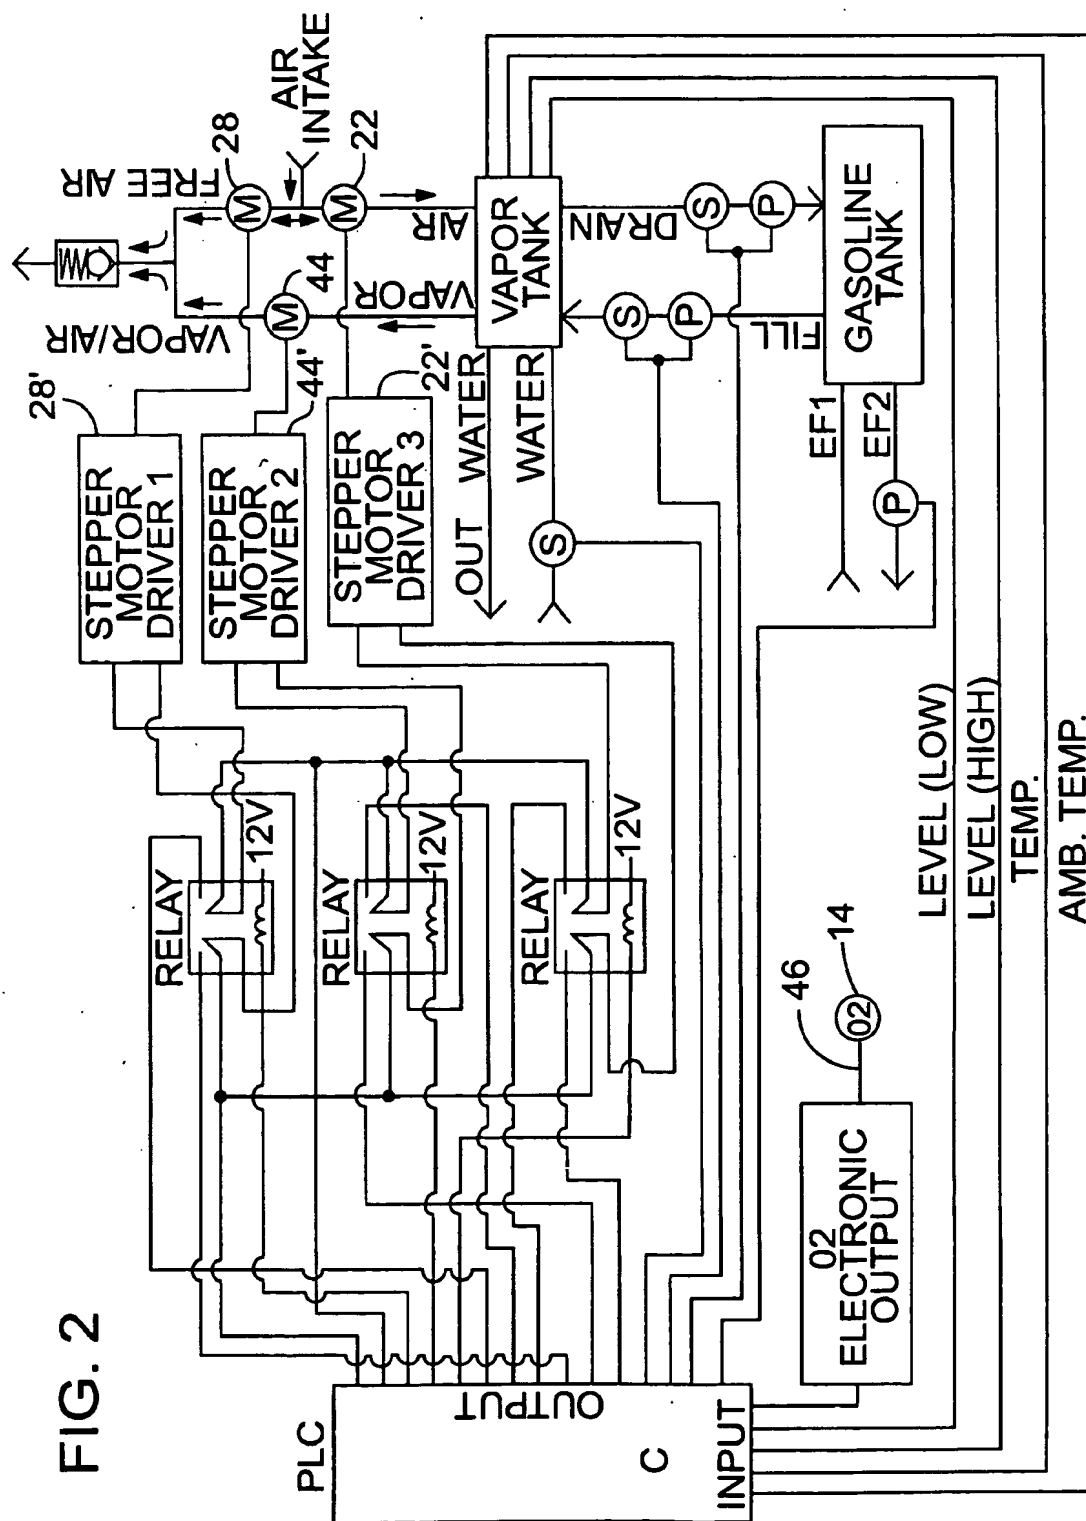 FIG. 2
PLC
OUTPUT
C
INPUT
RELAY
12V
RELAY
12V
RELAY
12V
STEPPER
MOTOR
DRIVER 1
28'
STEPPER
MOTOR
DRIVER 2
44'
STEPPER
MOTOR
DRIVER 3
22'
VAPOR/AIR
FREE AIR
M
28
M
44
M
22
AIR
INTAKE
VAPOR
AIR
VAPOR
TANK
OUT
WATER
WATER
S
DRAIN
S
P
S
P
FILL
GASOLINE
TANK
EF1
EF2
P
02
ELECTRONIC
OUTPUT
46
14
02
LEVEL (LOW)
LEVEL (HIGH)
TEMP.
AMB. TEMP.